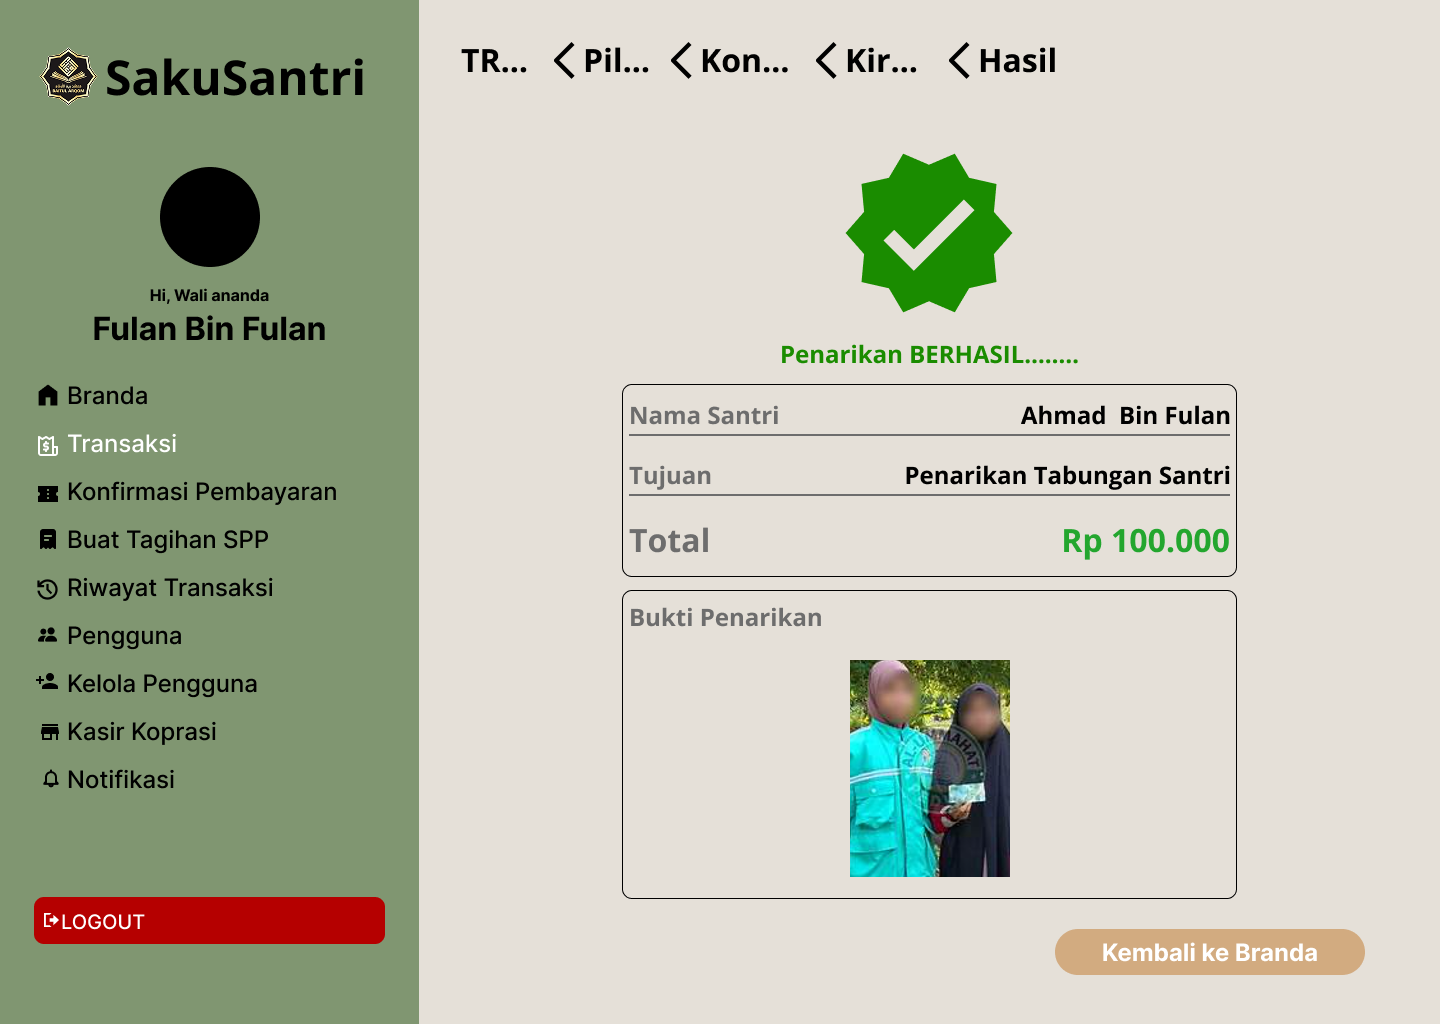 SakuSantri
BAITUL ARQOM
Hi, Wali ananda
Fulan Bin Fulan
Branda
Transaksi
Konfirmasi Pembayaran
Buat Tagihan SPP
Riwayat Transaksi
Pengguna
Kelola Pengguna
Kasir Koprasi
Notifikasi
LOGOUT
TR... Pil... Kon... Kir... Hasil
Penarikan BERHASIL........
Nama Santri Ahmad Bin Fulan
Tujuan Penarikan Tabungan Santri
Total Rp 100.000
Bukti Penarikan
Kembali ke Branda